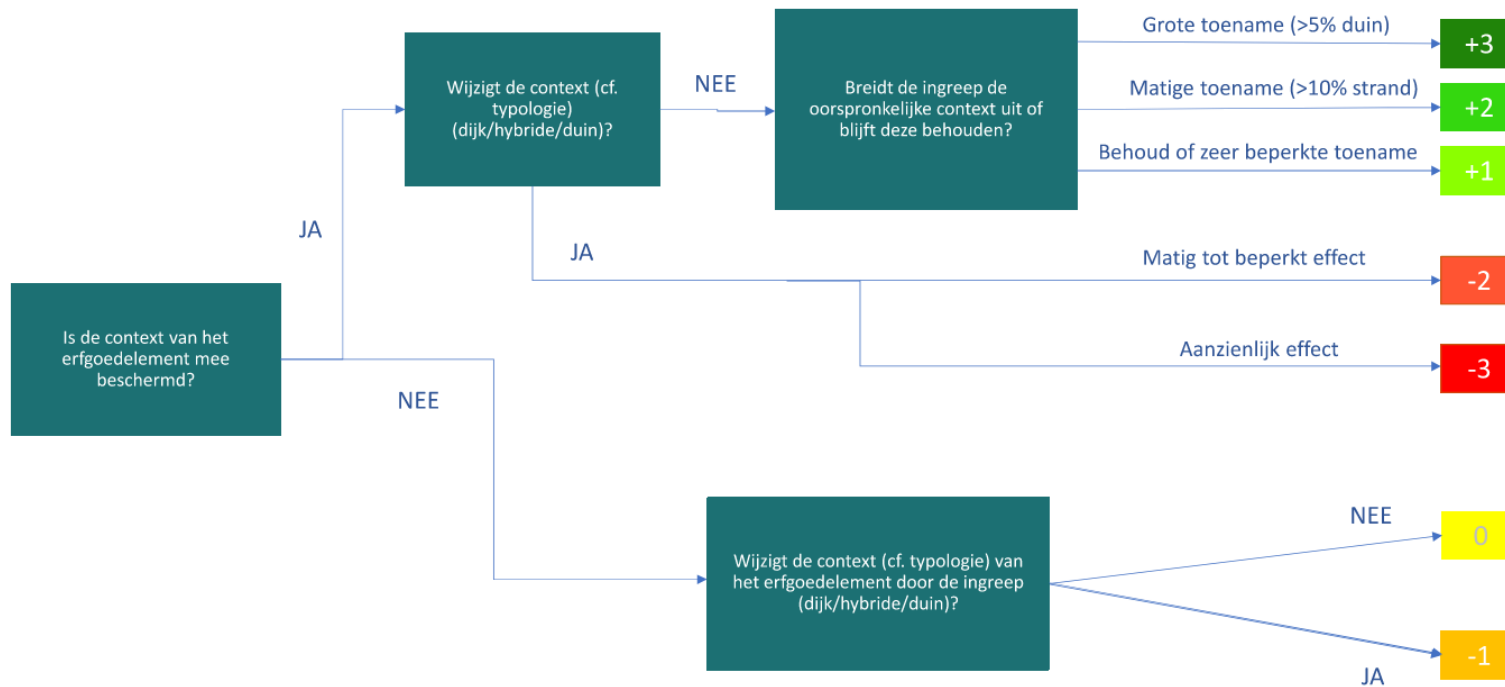 Grote toename (>5% duin)
+3
Wijzigt de context (cf.
typologie)
(dijk/hybride/duin)?
NEE
Breidt de ingreep de
oorspronkelijke context uit of
blijft deze behouden?
Matige toename (>10% strand)
+2
Behoud of zeer beperkte toename
+1
JA
JA
Matig tot beperkt effect
-2
Is de context van het
erfgoedelement mee
beschermd?
Aanzienlijk effect
-3
NEE
Wijzigt de context (cf. typologie) van
het erfgoedelement door de ingreep
(dijk/hybride/duin)?
NEE
0
-1
JA